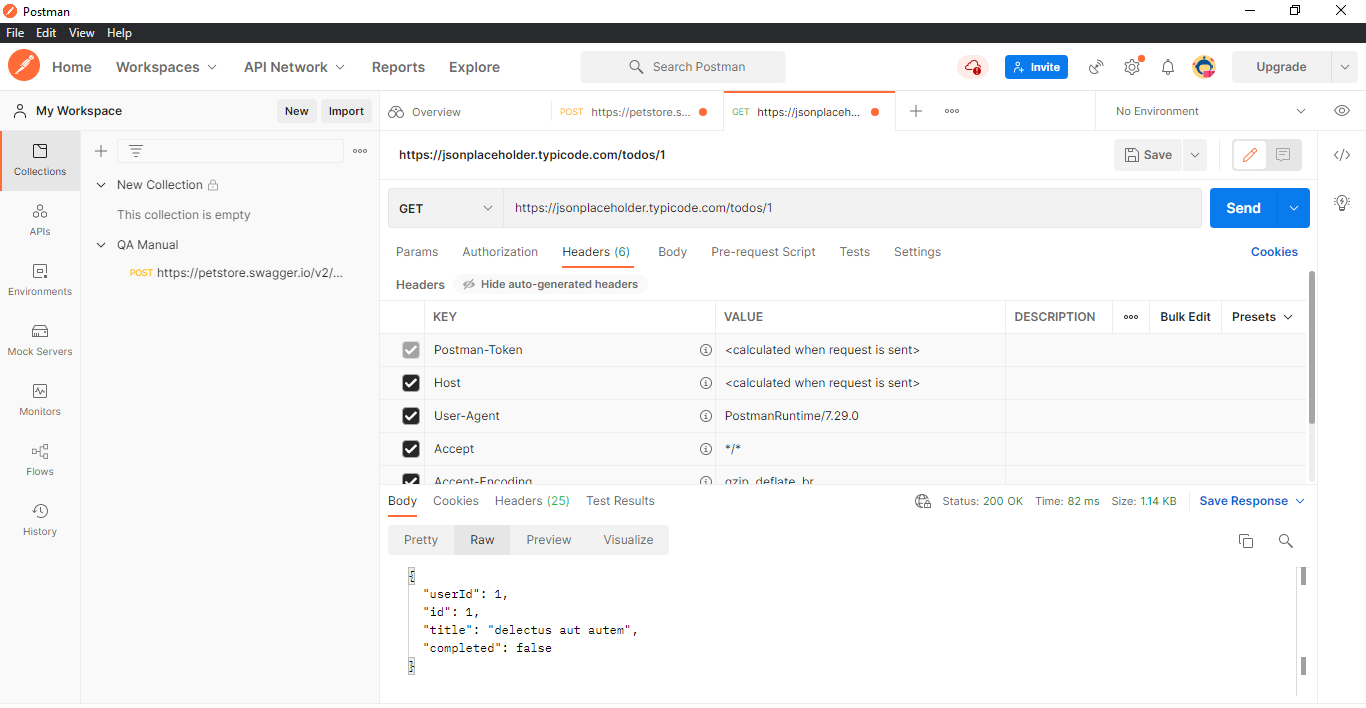 Postman
File Edit View Help
Home Workspaces API Network Reports Explore Search Postman Invite Upgrade
My Workspace New Import
Overview POST https://petstore.s... GET https://jsonplaceh... No Environment
Collections
APIs
Environments
Mock Servers
Monitors
Flows
History
New Collection
This collection is empty
QA Manual
POST https://petstore.swagger.io/v2/...
https://jsonplaceholder.typicode.com/todos/1 Save
GET https://jsonplaceholder.typicode.com/todos/1 Send
Params Authorization Headers (6) Body Pre-request Script Tests Settings Cookies
Headers Hide auto-generated headers
KEY VALUE DESCRIPTION Bulk Edit Presets
Postman-Token <calculated when request is sent>
Host <calculated when request is sent>
User-Agent PostmanRuntime/7.29.0
Accept */*
Accept-Encoding gzip, deflate, br
Body Cookies Headers (25) Test Results Status: 200 OK Time: 82 ms Size: 1.14 KB Save Response
Pretty Raw Preview Visualize
{
"userId": 1,
"id": 1,
"title": "delectus aut autem",
"completed": false
}